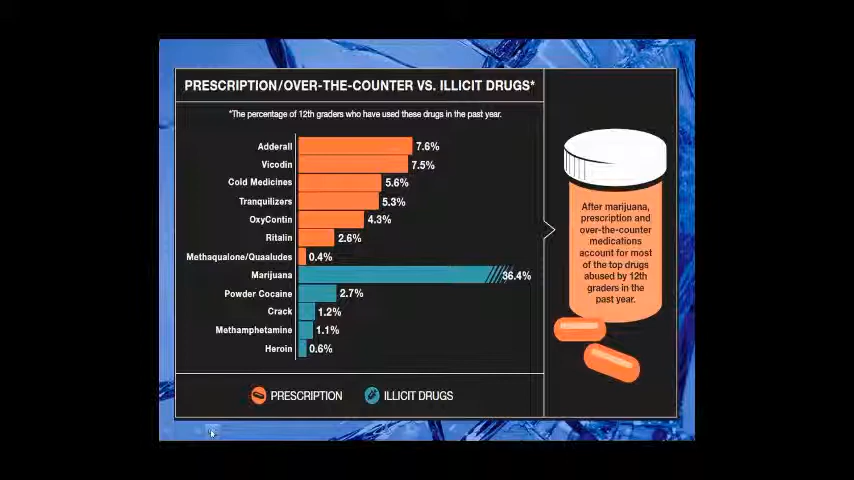 PRESCRIPTION/OVER-THE-COUNTER VS. ILLICIT DRUGS*
*The percentage of 12th graders who have used these drugs in the past year.
Adderall 7.6%
Vicodin 7.5%
Cold Medicines 5.6%
Tranquilizers 5.3%
OxyContin 4.3%
Ritalin 2.6%
Methaqualone/Quaaludes 0.4%
Marijuana 36.4%
Powder Cocaine 2.7%
Crack 1.2%
Methamphetamine 1.1%
Heroin 0.6%
PRESCRIPTION ILLICIT DRUGS
After marijuana,
prescription and
over-the-counter
medications
account for most
of the top drugs
abused by 12th
graders in the
past year.